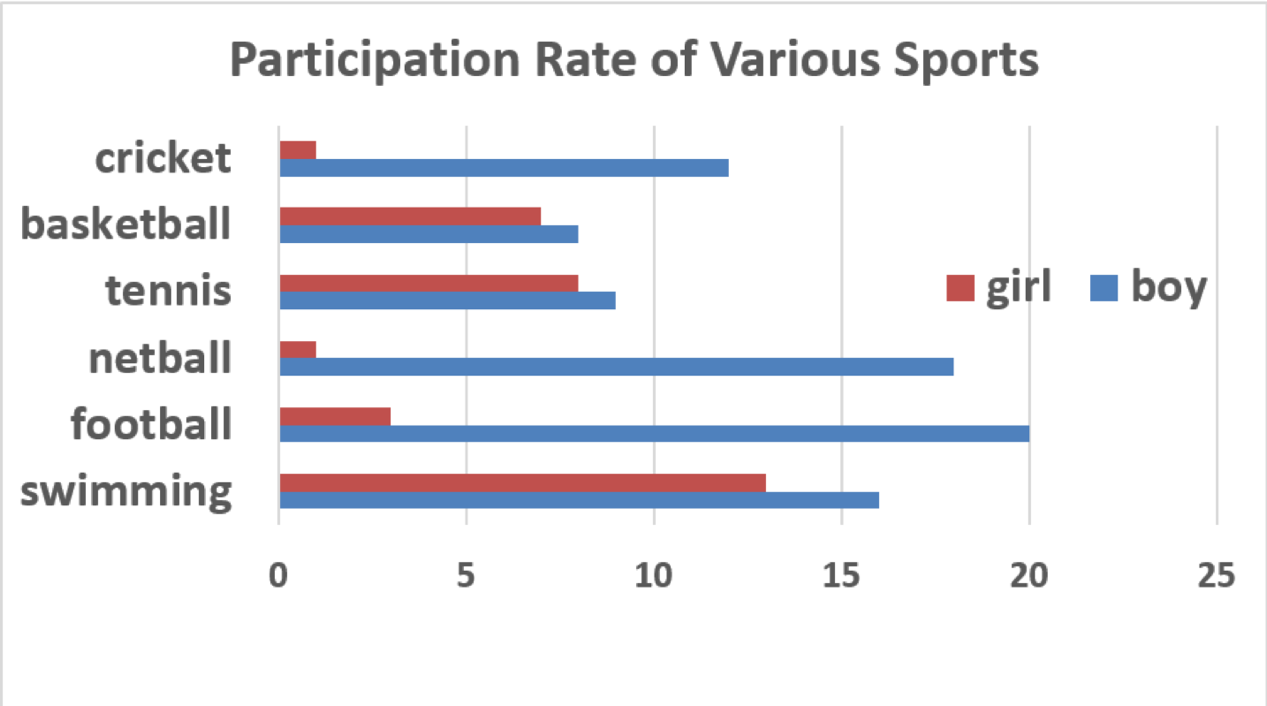 Participation Rate of Various Sports
cricket
basketball
tennis
girl boy
netball
football
swimming
0 5 10 15 20 25